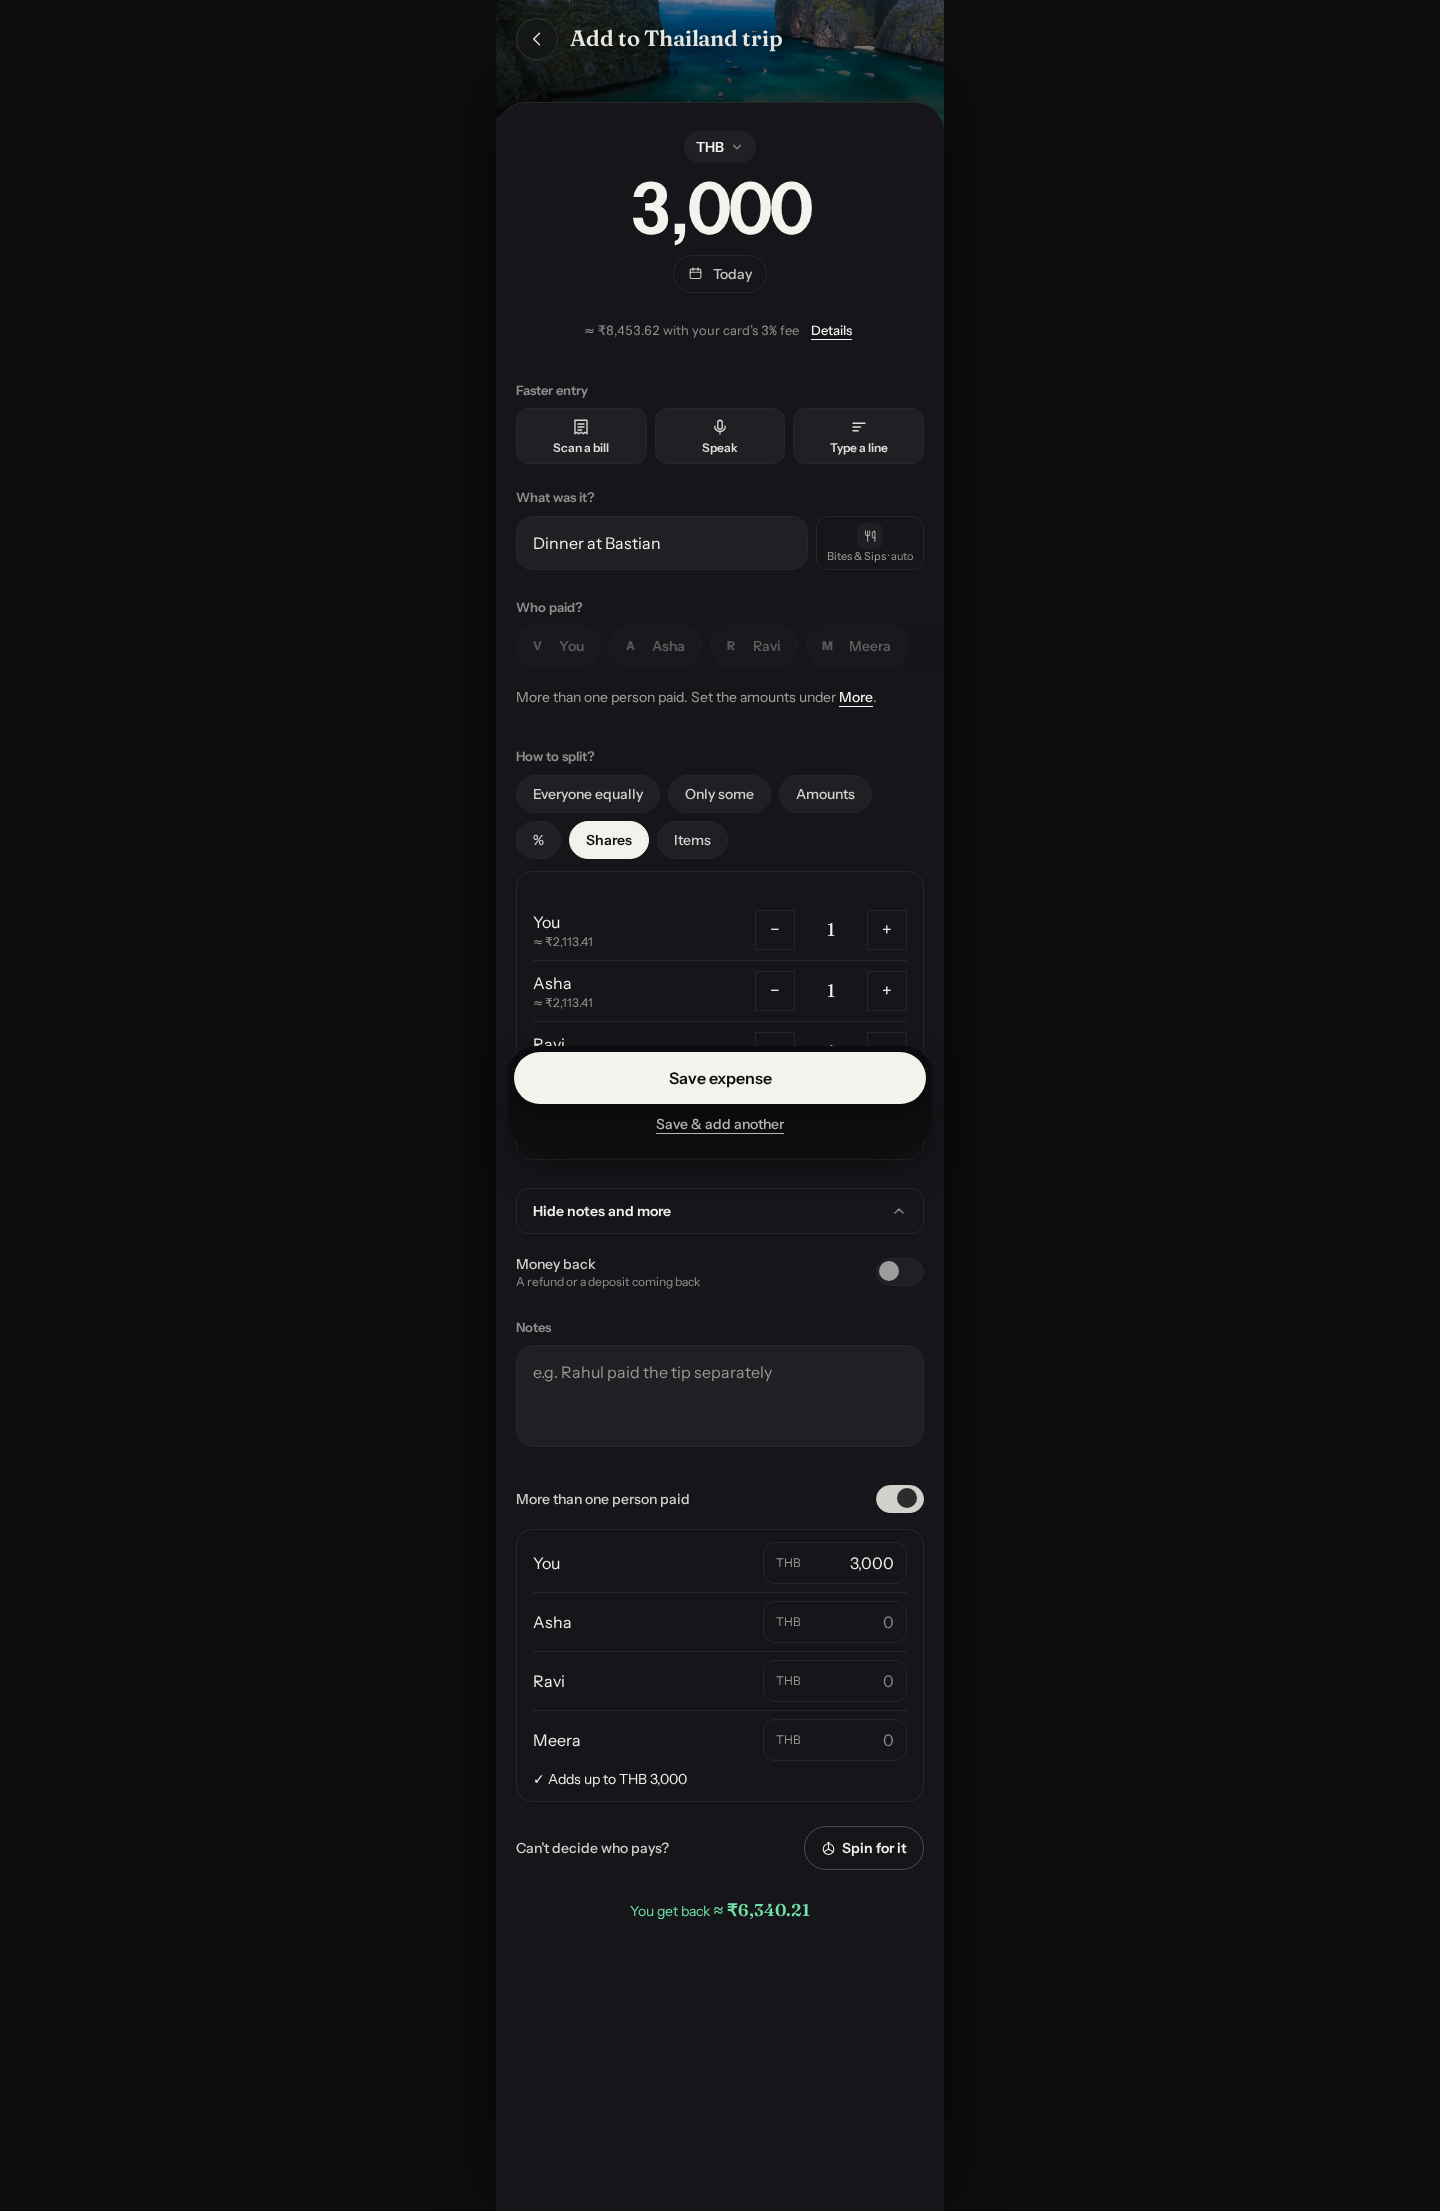 Add to Thailand trip
THB
3,000
Today
≈ ₹8,453.62 with your card's 3% fee Details
Faster entry
Scan a bill Speak Type a line
What was it?
Dinner at Bastian
Bites & Sips · auto
Who paid?
V You A Asha R Ravi M Meera
More than one person paid. Set the amounts under More.
How to split?
Everyone equally Only some Amounts
% Shares Items
You
≈ ₹2,113.41
− 1 +
Asha
≈ ₹2,113.41
− 1 +
Ravi
Save expense
Save & add another
Hide notes and more
Money back
A refund or a deposit coming back
Notes
e.g. Rahul paid the tip separately
More than one person paid
You THB 3,000
Asha THB 0
Ravi THB 0
Meera THB 0
✓ Adds up to THB 3,000
Can't decide who pays? Spin for it
You get back ≈ ₹6,340.21